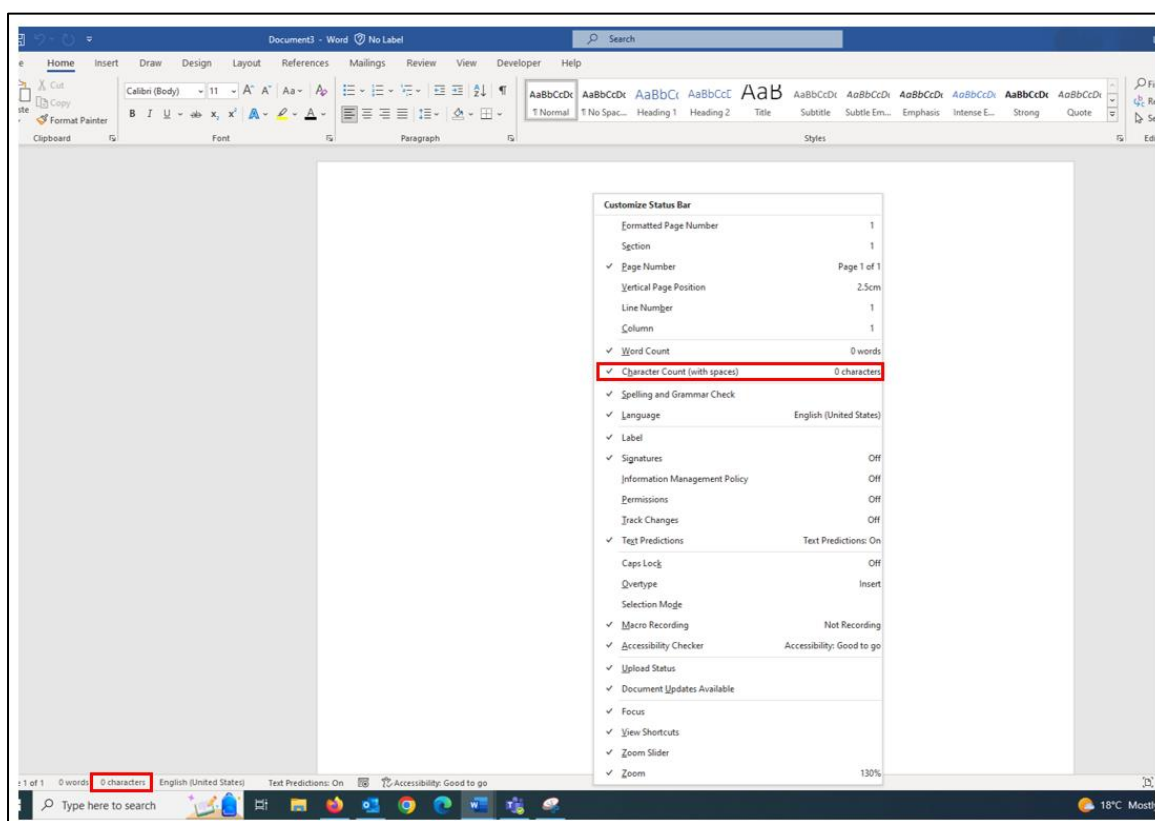 Document3 - Word No Label Search
Home Insert Draw Design Layout References Mailings Review View Developer Help
Cut
Copy
Format Painter
Clipboard
Calibri (Body) 11 A A Aa A
B I U ab x₂ x² A A
Font
Paragraph
AaBbCcDc AaBbCcDc AaBbCc AaBbCcD AaB AaBbCcDc AaBbCcDc AaBbCcDc AaBbCcDc AaBbCcDc AaBbCcDc
¶ Normal ¶ No Spac... Heading 1 Heading 2 Title Subtitle Subtle Em... Emphasis Intense E... Strong Quote
Styles
Customize Status Bar
Formatted Page Number 1
Section 1
Page Number Page 1 of 1
Vertical Page Position 2.5cm
Line Number 1
Column 1
Word Count 0 words
Character Count (with spaces) 0 characters
Spelling and Grammar Check
Language English (United States)
Label
Signatures Off
Information Management Policy Off
Permissions Off
Track Changes Off
Text Predictions Text Predictions: On
Caps Lock Off
Overtype Insert
Selection Mode
Macro Recording Not Recording
Accessibility Checker Accessibility: Good to go
Upload Status
Document Updates Available
Focus
View Shortcuts
Zoom Slider
Zoom 130%
1 of 1 0 words 0 characters English (United States) Text Predictions: On Accessibility: Good to go
Type here to search 18°C